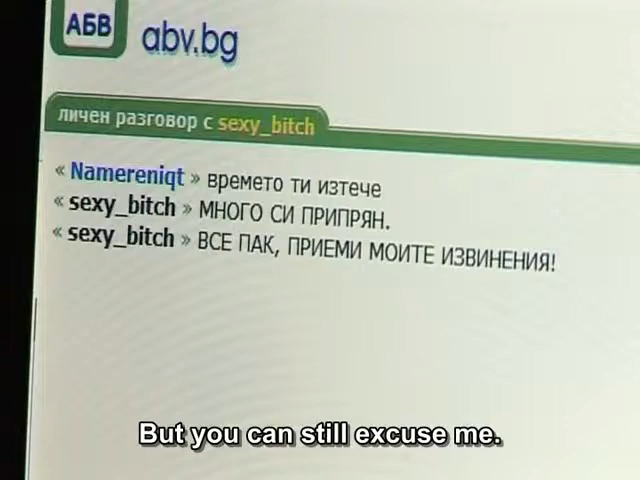 АБВ
abv.bg
личен разговор с sexy_bitch
« Namereniqt » времето ти изтече
« sexy_bitch » МНОГО СИ ПРИПРЯН.
« sexy_bitch » ВСЕ ПАК, ПРИЕМИ МОИТЕ ИЗВИНЕНИЯ!
But you can still excuse me.